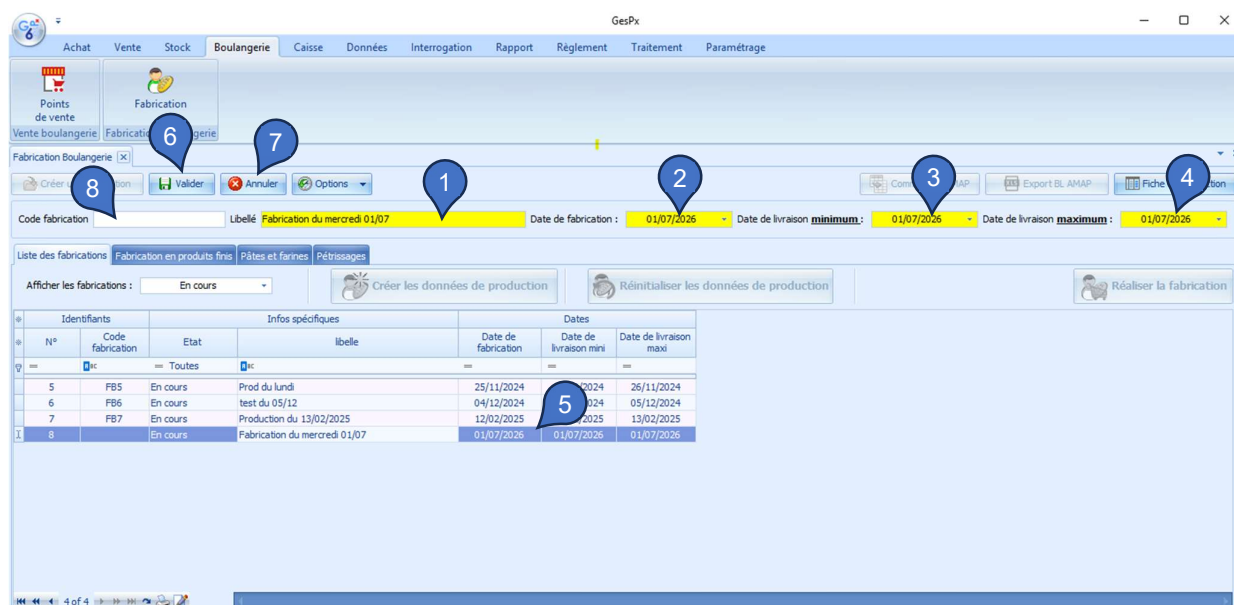 GesPx
Achat Vente Stock Boulangerie Caisse Données Interrogation Rapport Règlement Traitement Paramétrage
Points
de vente
Fabrication
Vente boulangerie
6
7
Fabrication Boulangerie
8
Valider
Annuler
Options
1
2
3
AMAP
Export BL AMAP
Fiche
4
Code fabrication
Libellé Fabrication du mercredi 01/07
Date de fabrication : 01/07/2026
Date de livraison minimum : 01/07/2026
Date de livraison maximum : 01/07/2026
Liste des fabrications Fabrication en produits finis Pâtes et farines Pétrissages
Afficher les fabrications : En cours
Créer les données de production
Réinitialiser les données de production
Réaliser la fabrication
Identifiants Infos spécifiques Dates
N° Code fabrication Etat libelle Date de fabrication Date de livraison mini Date de livraison maxi
= = Toutes = = =
5 FB5 En cours Prod du lundi 25/11/2024 2024 26/11/2024
6 FB6 En cours test du 05/12 04/12/2024 2024 05/12/2024
5
7 FB7 En cours Production du 13/02/2025 12/02/2025 2025 13/02/2025
8 En cours Fabrication du mercredi 01/07 01/07/2026 01/07/2026 01/07/2026
4 of 4